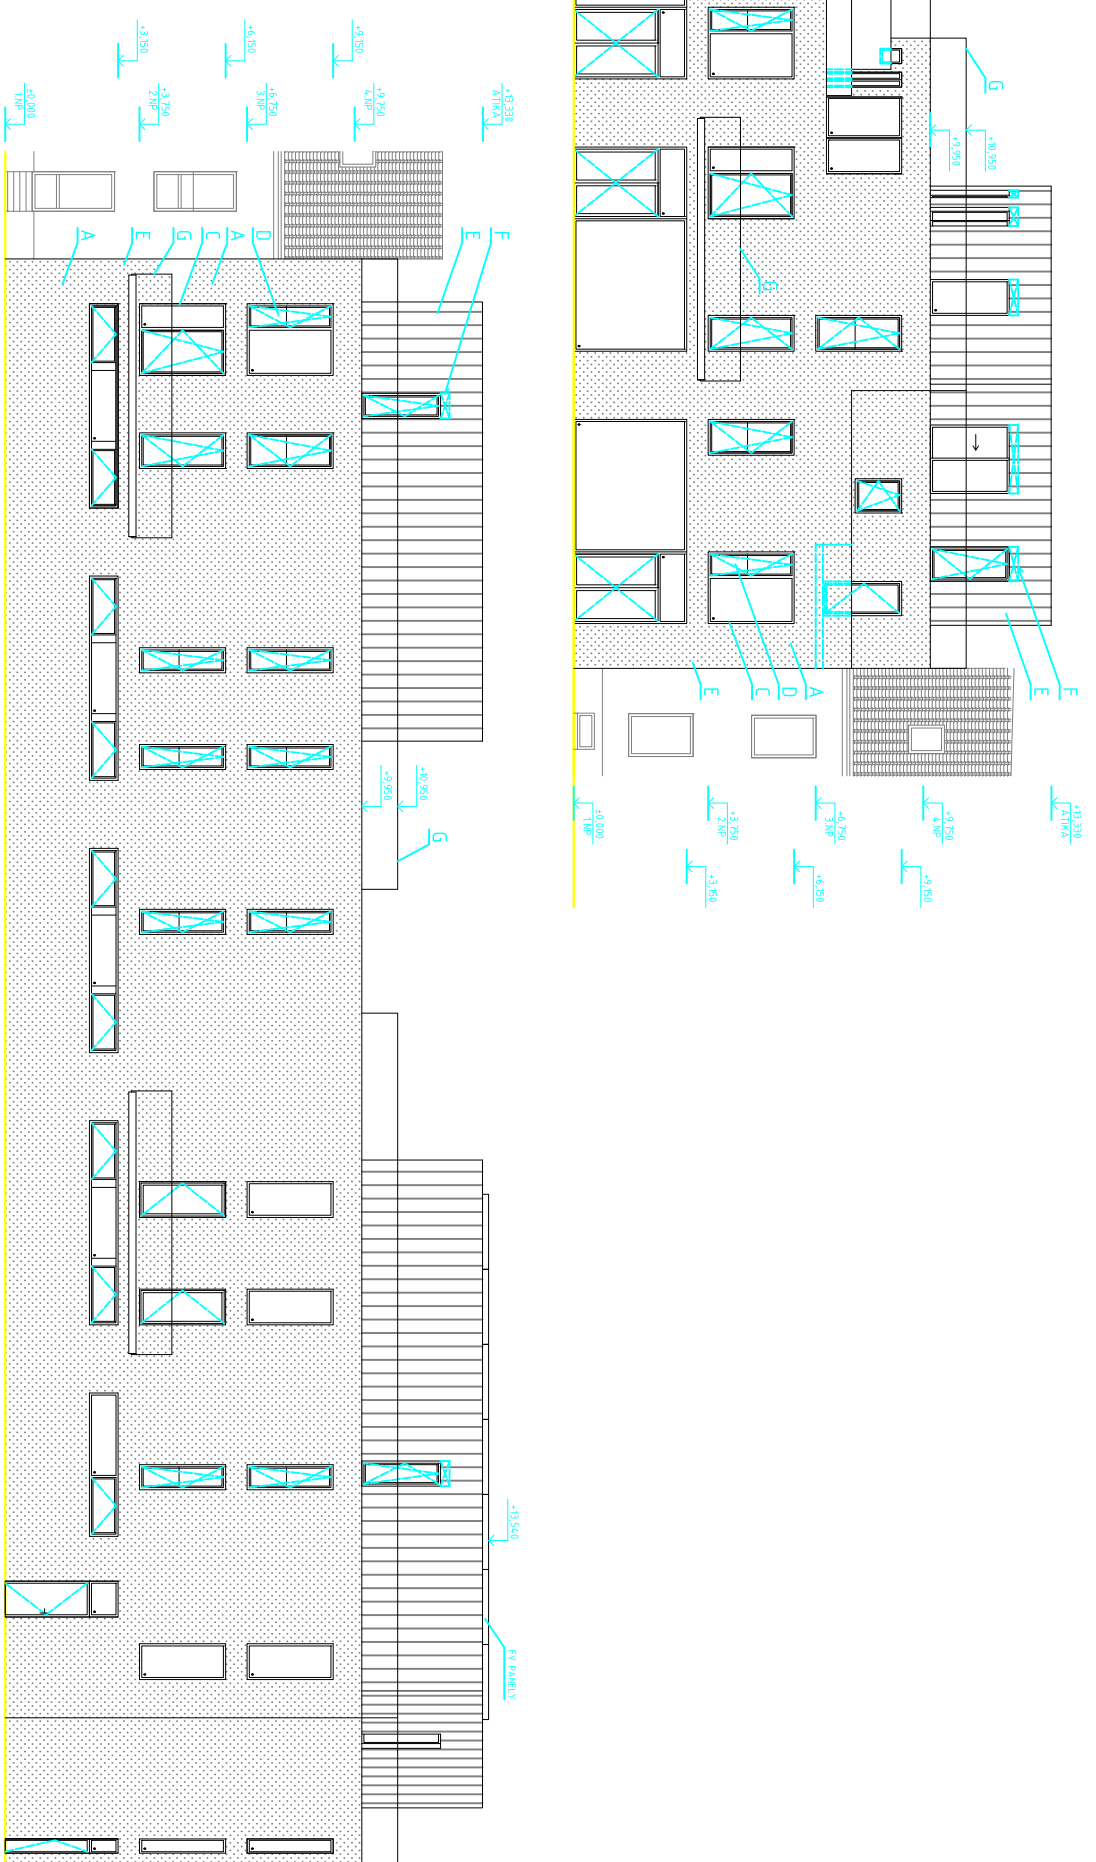 +3,150
+6,150
+9,150
±0,000
1.NP
+3,750
2.NP
+6,750
3.NP
+9,750
4.NP
+13,330
ATIKA
A
E
G
C
A
D
E
F
+9,950
+10,950
G
+13,540
FV PANELY
G
+9,950
+10,950
G
E
C
D
A
E
F
±0,000
1.NP
+3,750
2.NP
+6,750
3.NP
+9,750
4.NP
+13,330
ATIKA
+3,150
+6,150
+9,150